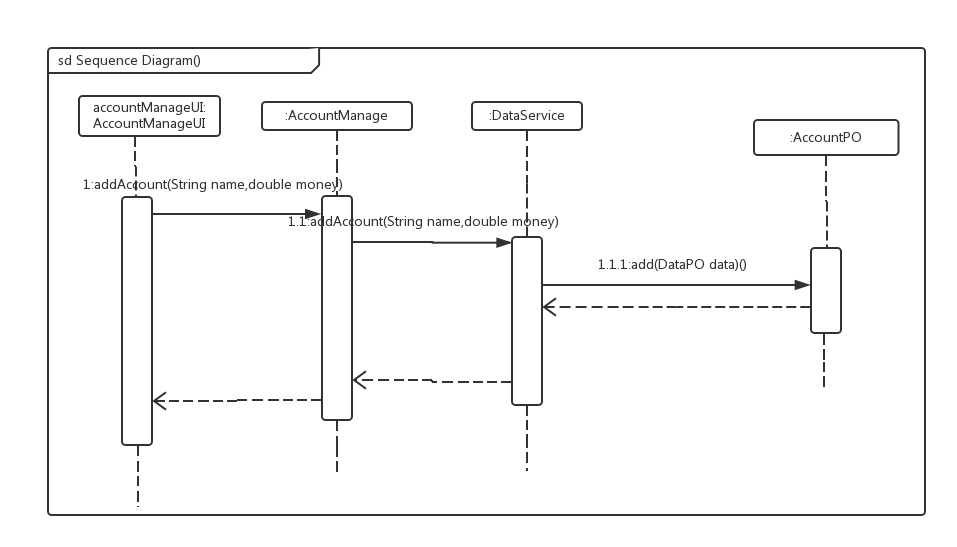 sd Sequence Diagram()
accountManageUI:
AccountManageUI
:AccountManage
:DataService
:AccountPO
1:addAccount(String name,double money)
1.1:addAccount(String name,double money)
1.1.1:add(DataPO data)()